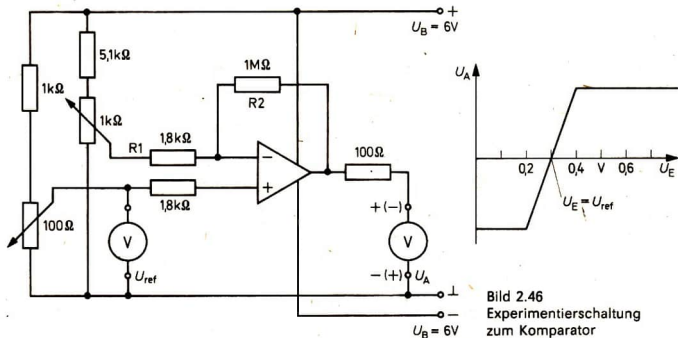 +
U_B = 6V
5,1kΩ
1kΩ
1kΩ
1MΩ
R2
R1
1,8kΩ
−
+
1,8kΩ
100Ω
100Ω
V
U_ref
+(−)
V
−(+)
U_A
⊥
−
U_B = 6V
U_A
0,2
0,4
V
0,6
U_E
U_E = U_ref
Bild 2.46
Experimentierschaltung
zum Komparator